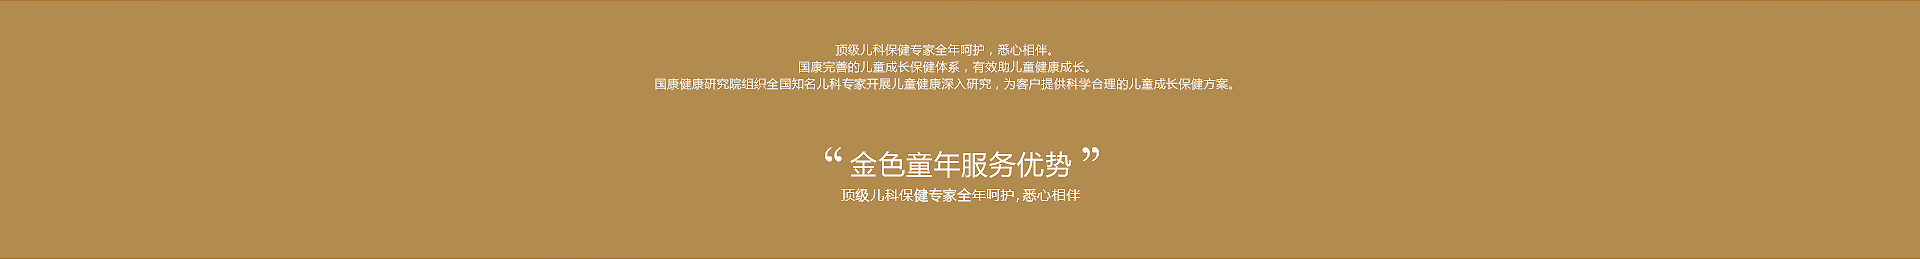 顶级儿科保健专家全年呵护，悉心相伴。
国康完善的儿童成长保健体系，有效助儿童健康成长。
国康健康研究院组织全国知名儿科专家开展儿童健康深入研究，为客户提供科学合理的儿童成长保健方案。
“金色童年服务优势”
顶级儿科保健专家全年呵护,悉心相伴